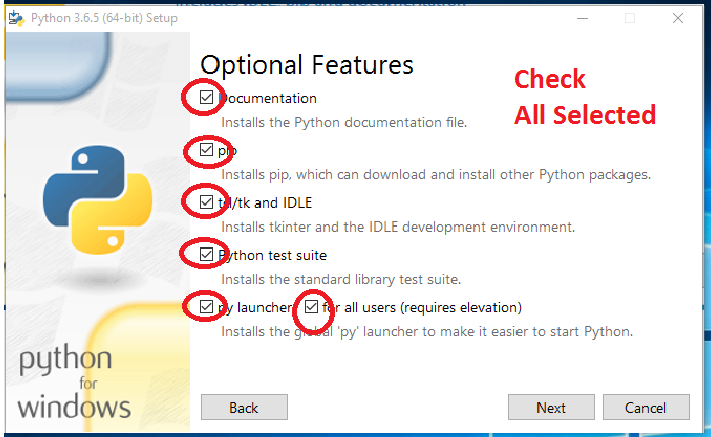 Python 3.6.5 (64-bit) Setup
Optional Features
Check
All Selected
Documentation
Installs the Python documentation file.
pip
Installs pip, which can download and install other Python packages.
tcl/tk and IDLE
Installs tkinter and the IDLE development environment.
Python test suite
Installs the standard library test suite.
py launcher for all users (requires elevation)
Installs the global 'py' launcher to make it easier to start Python.
python
for
windows
Back Next Cancel